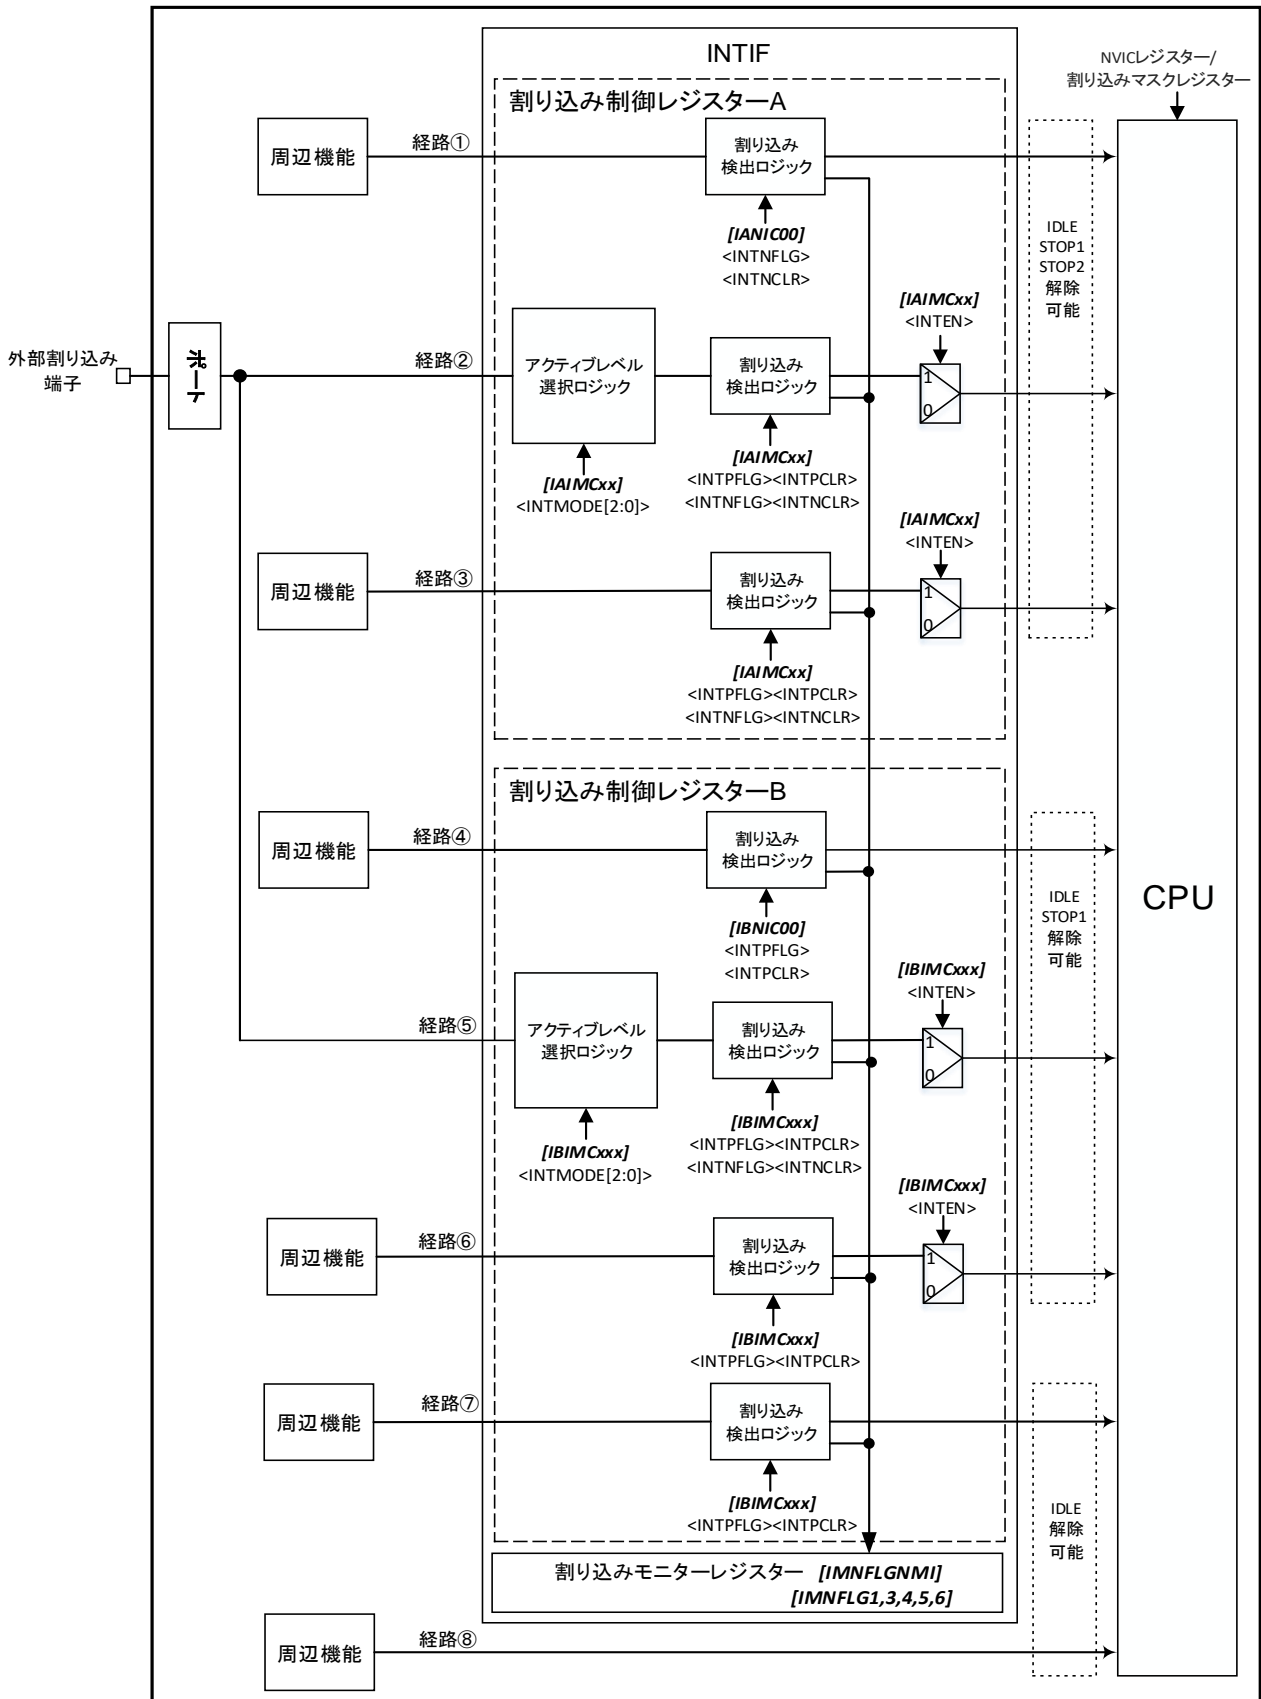 INTIF
NVICレジスター/
割り込みマスクレジスター
割り込み制御レジスターA
周辺機能
経路①
割り込み
検出ロジック
[IANIC00]
<INTNFLG>
<INTNCLR>
IDLE
STOP1
STOP2
解除
可能
外部割り込み
端子
ポート
経路②
アクティブレベル
選択ロジック
[IAIMCxx]
<INTMODE[2:0]>
割り込み
検出ロジック
[IAIMCxx]
<INTPFLG><INTPCLR>
<INTNFLG><INTNCLR>
[IAIMCxx]
<INTEN>
1
0
周辺機能
経路③
割り込み
検出ロジック
[IAIMCxx]
<INTPFLG><INTPCLR>
<INTNFLG><INTNCLR>
[IAIMCxx]
<INTEN>
1
0
割り込み制御レジスターB
周辺機能
経路④
割り込み
検出ロジック
[IBNIC00]
<INTPFLG>
<INTPCLR>
IDLE
STOP1
解除
可能
CPU
経路⑤
アクティブレベル
選択ロジック
[IBIMCxxx]
<INTMODE[2:0]>
割り込み
検出ロジック
[IBIMCxxx]
<INTPFLG><INTPCLR>
<INTNFLG><INTNCLR>
[IBIMCxxx]
<INTEN>
1
0
周辺機能
経路⑥
割り込み
検出ロジック
[IBIMCxxx]
<INTPFLG><INTPCLR>
[IBIMCxxx]
<INTEN>
1
0
周辺機能
経路⑦
割り込み
検出ロジック
[IBIMCxxx]
<INTPFLG><INTPCLR>
IDLE
解除
可能
割り込みモニターレジスター [IMNFLGNMI]
[IMNFLG1,3,4,5,6]
周辺機能
経路⑧